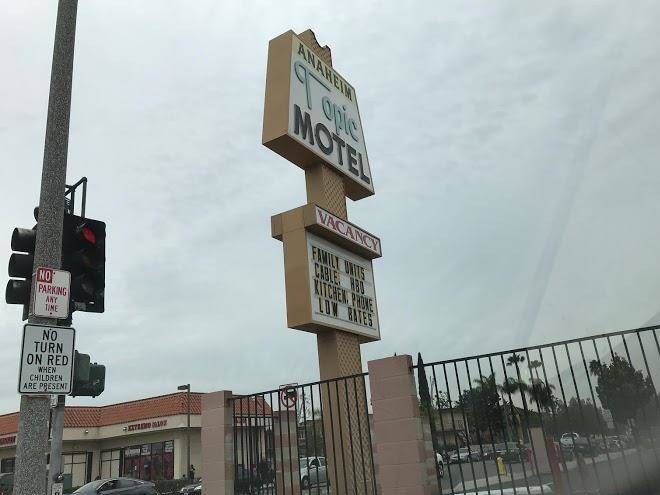 ANAHEIM
Topic
MOTEL
VACANCY
FAMILY UNITS
CABLE: HBO
KITCHEN: PHONE
LOW RATES
NO
PARKING
ANY
TIME
NO
TURN
ON RED
WHEN
CHILDREN
ARE PRESENT